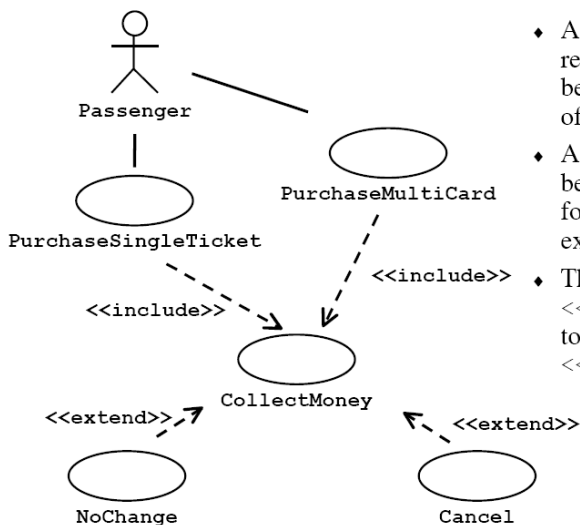 Passenger
PurchaseMultiCard
PurchaseSingleTicket
<<include>>
<<include>>
CollectMoney
<<extend>>
<<extend>>
NoChange
Cancel
♦ A
re
be
of
♦ A
be
fo
ex
♦ Th
<<
to
<<